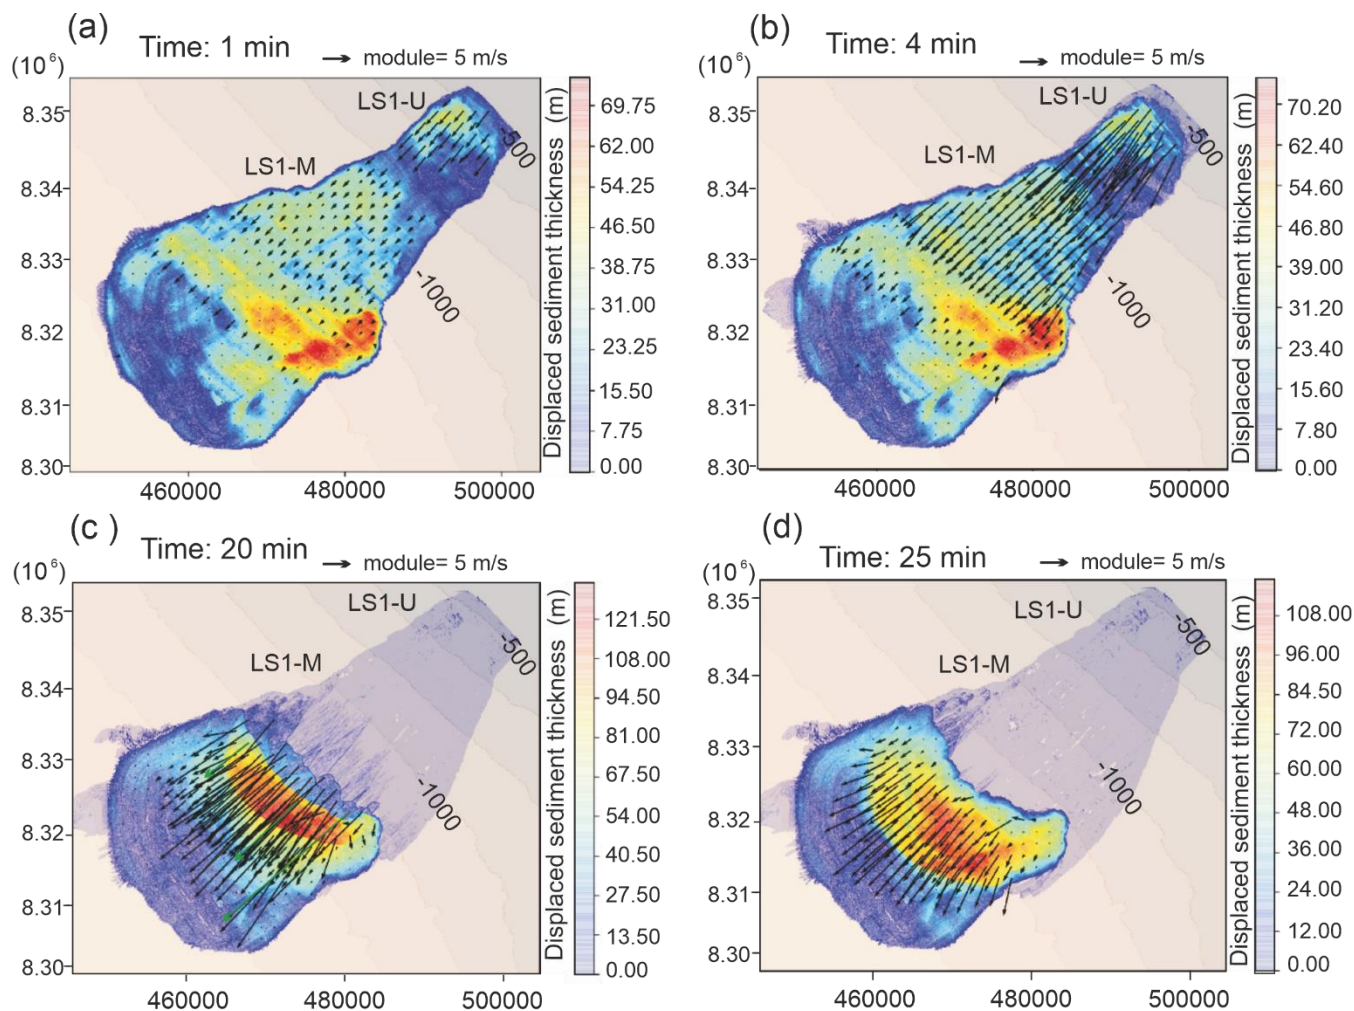 (a)
Time: 1 min
module= 5 m/s
(10⁶)
LS1-U
LS1-M
-500
-1000
8.35
8.34
8.33
8.32
8.31
8.30
460000 480000 500000
Displaced sediment thickness (m)
69.75
62.00
54.25
46.50
38.75
31.00
23.25
15.50
7.75
0.00
(b)
Time: 4 min
module= 5 m/s
(10⁶)
LS1-U
LS1-M
-500
-1000
8.35
8.34
8.33
8.32
8.31
8.30
460000 480000 500000
Displaced sediment thickness (m)
70.20
62.40
54.60
46.80
39.00
31.20
23.40
15.60
7.80
0.00
(c )
Time: 20 min
module= 5 m/s
(10⁶)
LS1-U
LS1-M
-500
-1000
8.35
8.34
8.33
8.32
8.31
8.30
460000 480000 500000
Displaced sediment thickness (m)
121.50
108.00
94.50
81.00
67.50
54.00
40.50
27.50
13.50
0.00
(d)
Time: 25 min
module= 5 m/s
(10⁶)
LS1-U
LS1-M
-500
-1000
8.35
8.34
8.33
8.32
8.31
8.30
460000 480000 500000
Displaced sediment thickness (m)
108.00
96.00
84.50
72.00
60.00
48.00
36.00
24.00
12.00
0.00